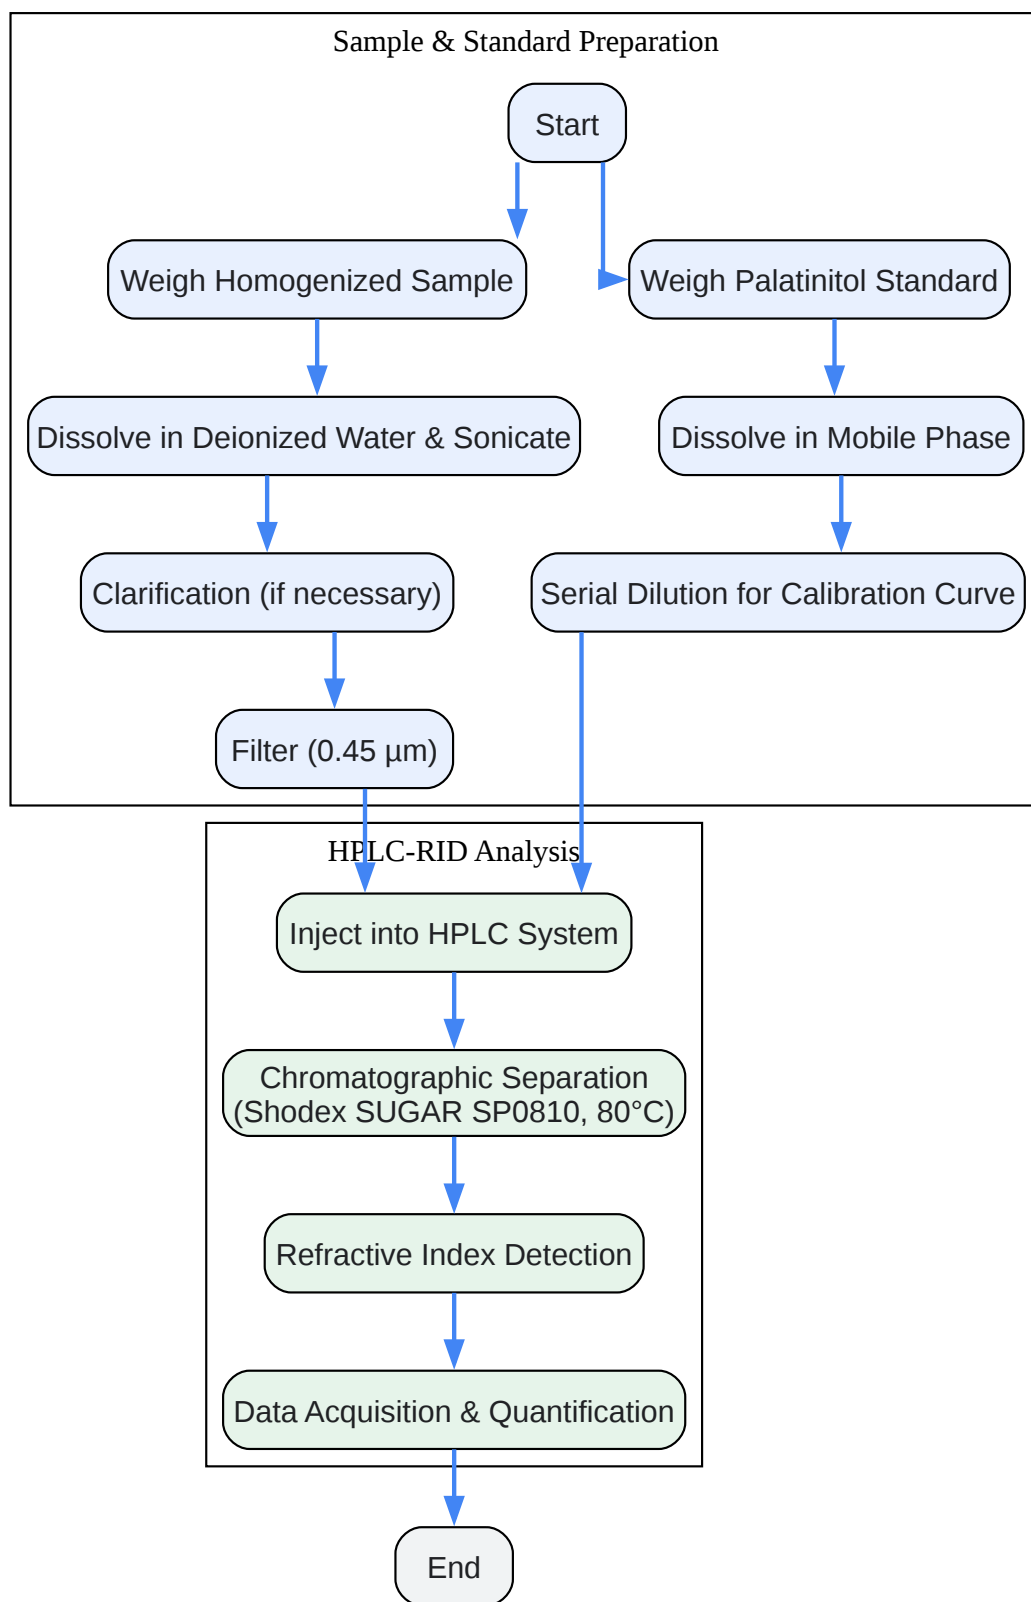 Sample & Standard Preparation
Start
Weigh Homogenized Sample
Weigh Palatinitol Standard
Dissolve in Deionized Water & Sonicate
Dissolve in Mobile Phase
Clarification (if necessary)
Serial Dilution for Calibration Curve
Filter (0.45 µm)
HPLC-RID Analysis
Inject into HPLC System
Chromatographic Separation
(Shodex SUGAR SP0810, 80°C)
Refractive Index Detection
Data Acquisition & Quantification
End